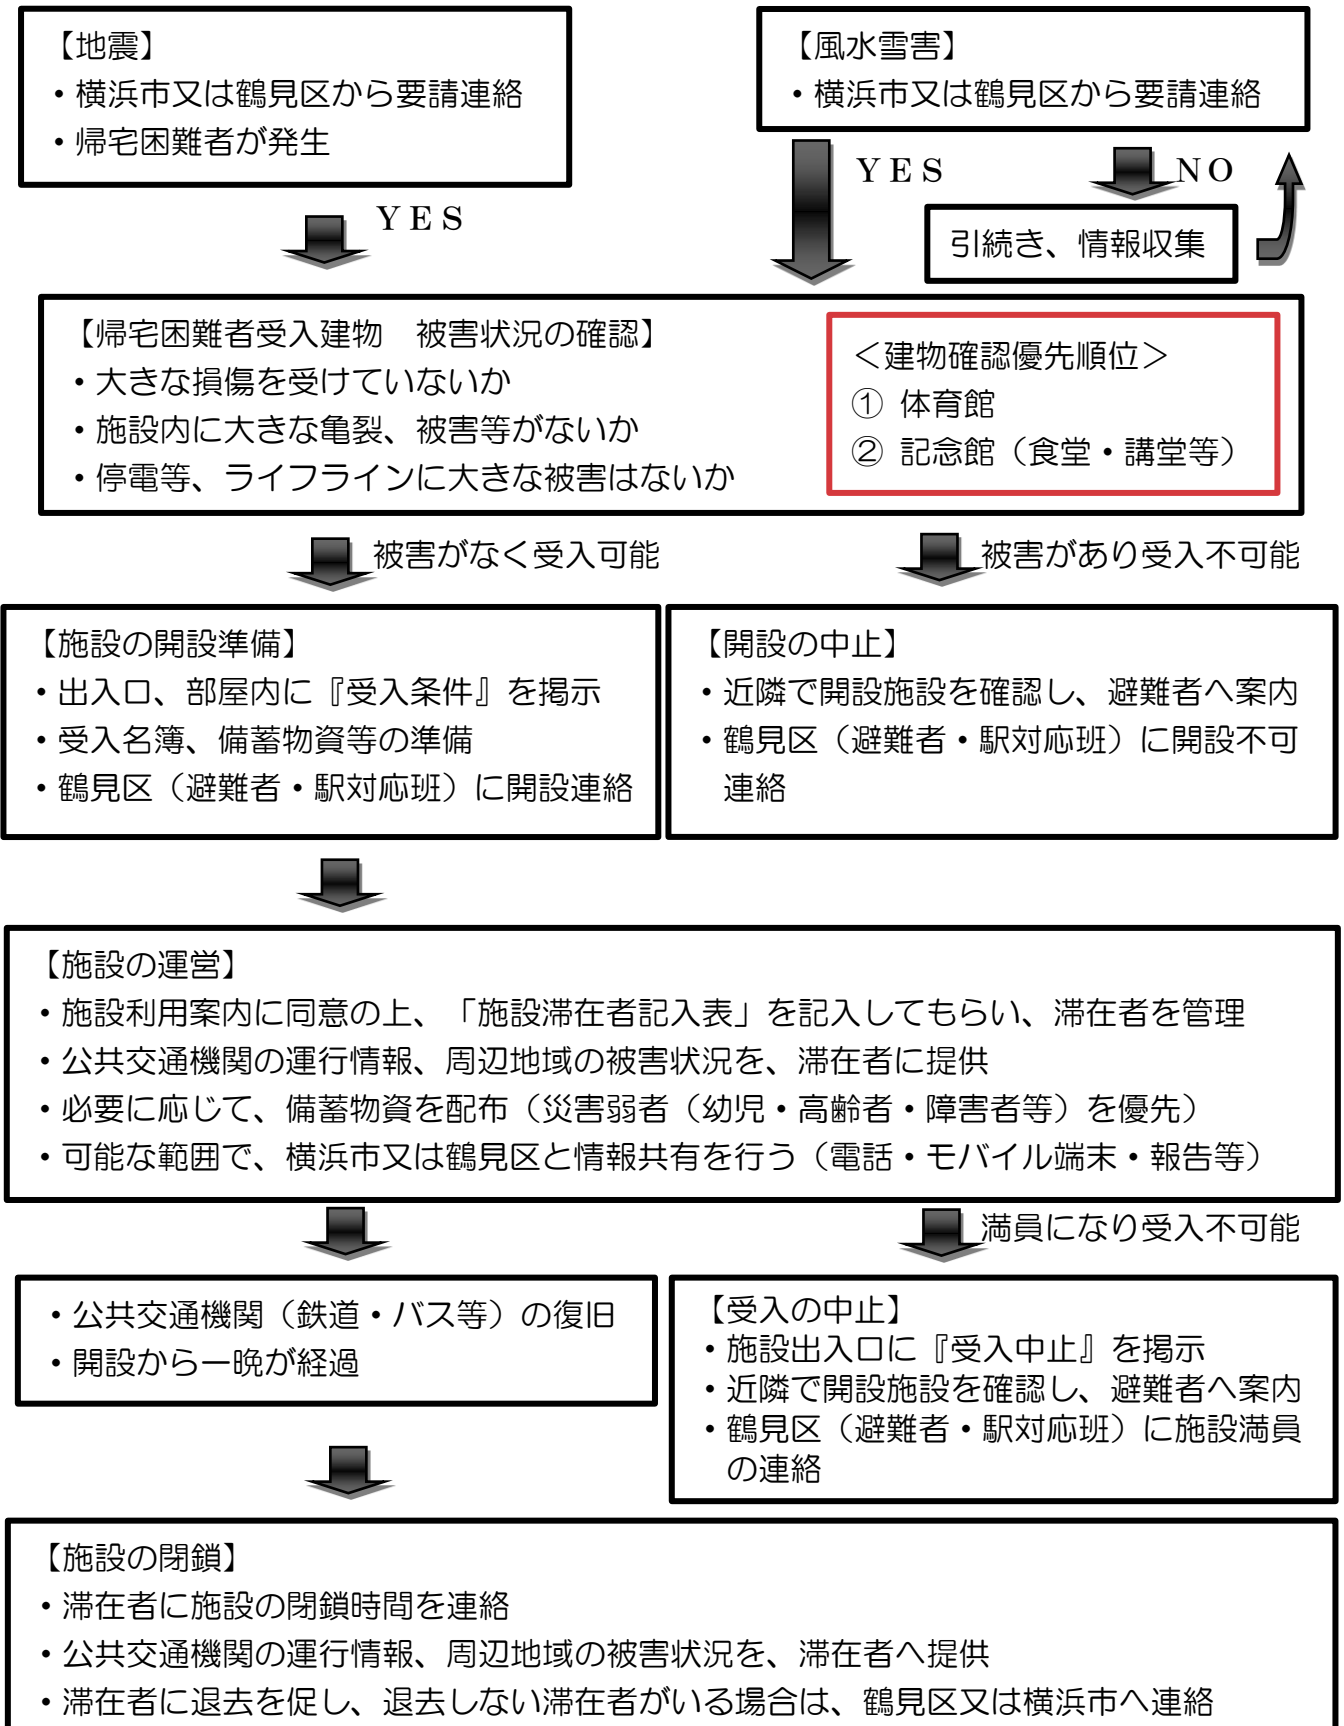 【地震】
・横浜市又は鶴見区から要請連絡
・帰宅困難者が発生
【風水雪害】
・横浜市又は鶴見区から要請連絡
YES
NO
YES
引続き、情報収集
【帰宅困難者受入建物　被害状況の確認】
・大きな損傷を受けていないか
・施設内に大きな亀裂、被害等がないか
・停電等、ライフラインに大きな被害はないか
＜建物確認優先順位＞
① 体育館
② 記念館（食堂・講堂等）
被害がなく受入可能
被害があり受入不可能
【施設の開設準備】
・出入口、部屋内に『受入条件』を掲示
・受入名簿、備蓄物資等の準備
・鶴見区（避難者・駅対応班）に開設連絡
【開設の中止】
・近隣で開設施設を確認し、避難者へ案内
・鶴見区（避難者・駅対応班）に開設不可
連絡
【施設の運営】
・施設利用案内に同意の上、「施設滞在者記入表」を記入してもらい、滞在者を管理
・公共交通機関の運行情報、周辺地域の被害状況を、滞在者に提供
・必要に応じて、備蓄物資を配布（災害弱者（幼児・高齢者・障害者等）を優先）
・可能な範囲で、横浜市又は鶴見区と情報共有を行う（電話・モバイル端末・報告等）
満員になり受入不可能
・公共交通機関（鉄道・バス等）の復旧
・開設から一晩が経過
【受入の中止】
・施設出入口に『受入中止』を掲示
・近隣で開設施設を確認し、避難者へ案内
・鶴見区（避難者・駅対応班）に施設満員
の連絡
【施設の閉鎖】
・滞在者に施設の閉鎖時間を連絡
・公共交通機関の運行情報、周辺地域の被害状況を、滞在者へ提供
・滞在者に退去を促し、退去しない滞在者がいる場合は、鶴見区又は横浜市へ連絡